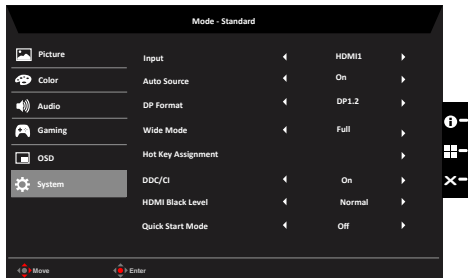 Mode - Standard
Picture
Color
Audio
Gaming
OSD
System
Input HDMI1
Auto Source On
DP Format DP1.2
Wide Mode Full
Hot Key Assignment
DDC/CI On
HDMI Black Level Normal
Quick Start Mode Off
Move Enter